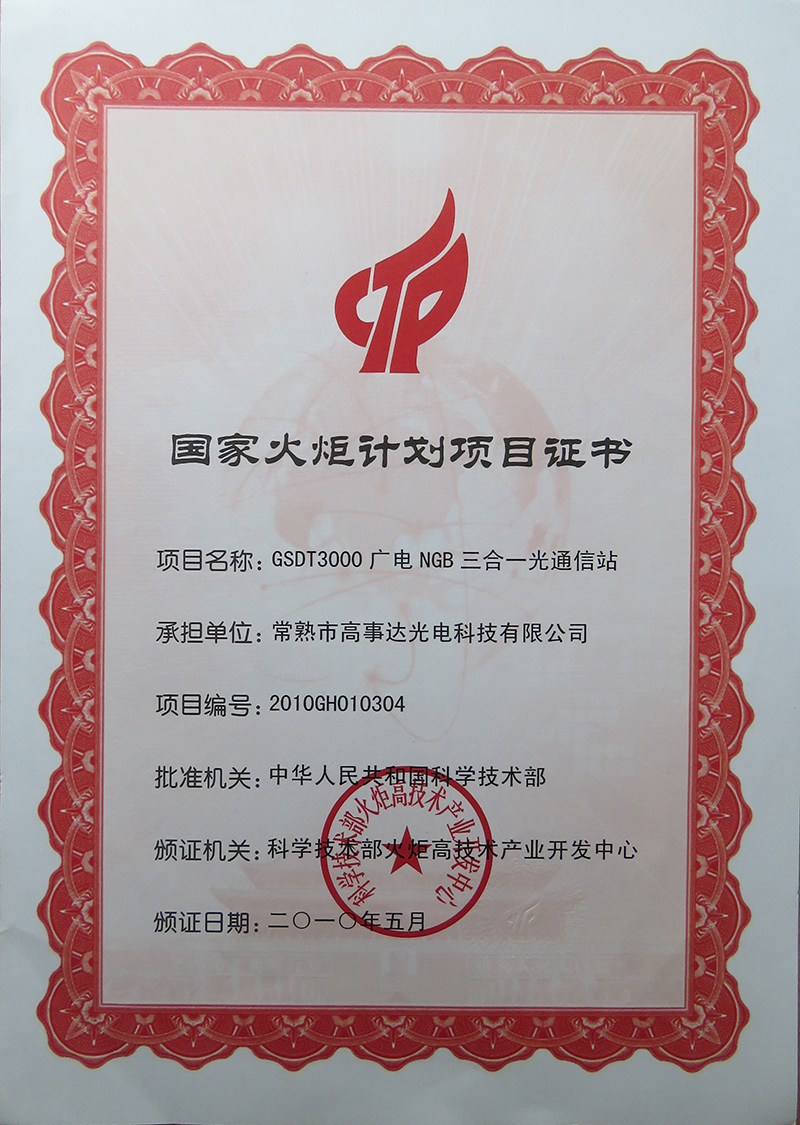 CTP
国家火炬计划项目证书
项目名称：GSDT3000 广电 NGB 三合一光通信站
承担单位：常熟市高事达光电科技有限公司
项目编号：2010GH010304
批准机关：中华人民共和国科学技术部
颁证机关：科学技术部火炬高技术产业开发中心
颁证日期：二〇一〇年五月
科学技术部火炬高技术产业开发中心